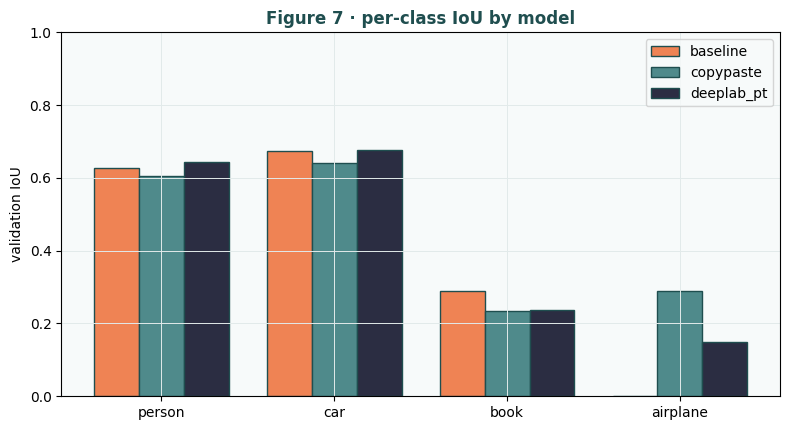 Figure 7 · per-class IoU by model
validation IoU
1.0
0.8
0.6
0.4
0.2
0.0
baseline
copypaste
deeplab_pt
person car book airplane